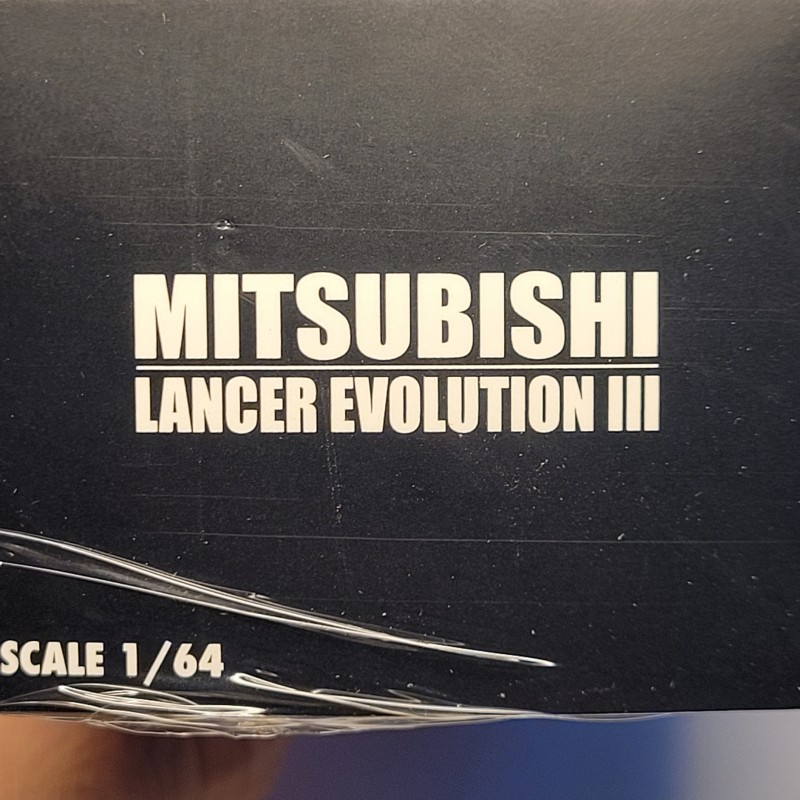 MITSUBISHI
LANCER EVOLUTION III
SCALE 1/64